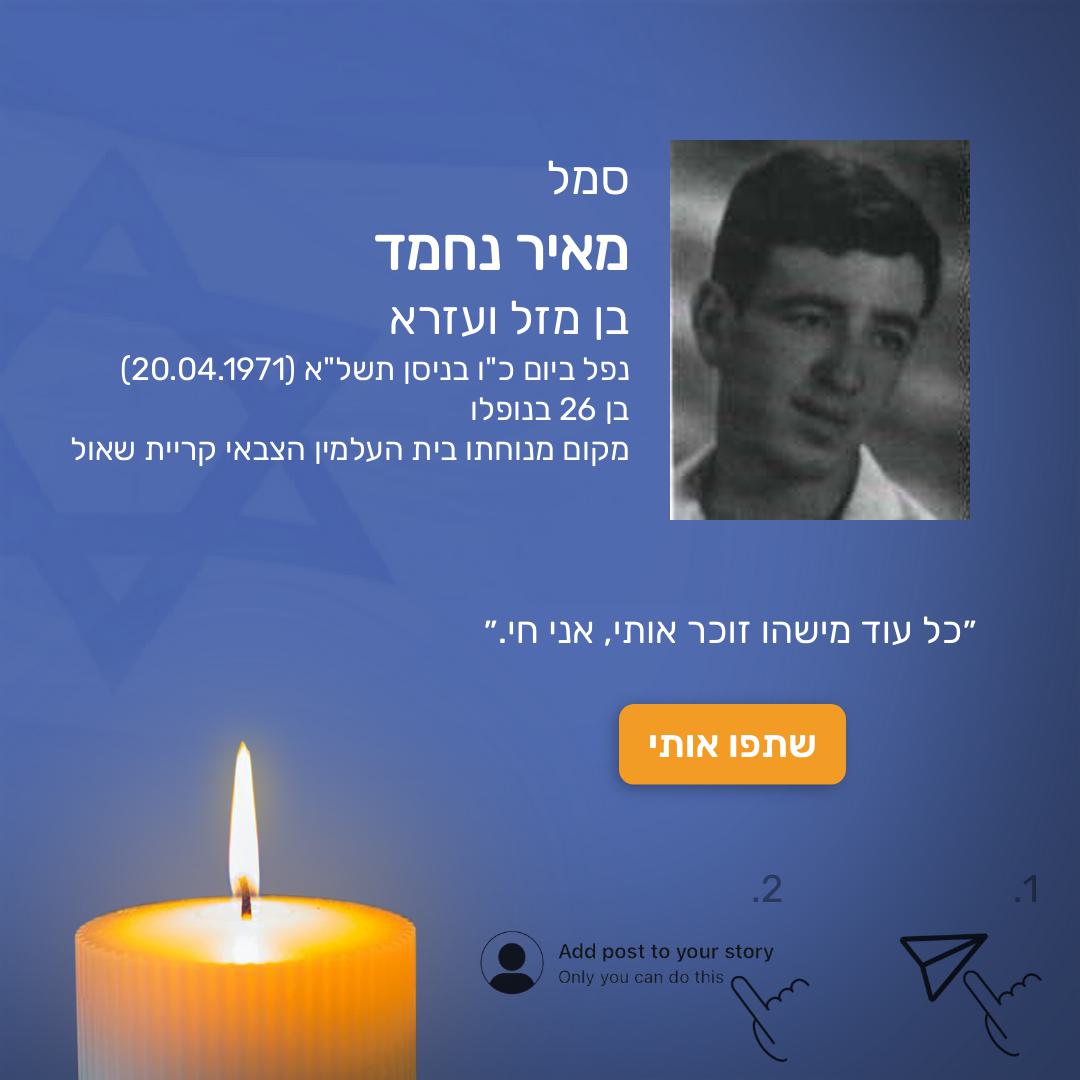 סמל
מאיר נחמד
בן מזל ועזרא
נפל ביום כ"ו בניסן תשל"א (20.04.1971)
בן 26 בנופלו
מקום מנוחתו בית העלמין הצבאי קריית שאול
״כל עוד מישהו זוכר אותי, אני חי.״
שתפו אותי
.1
.2
Add post to your story
Only you can do this